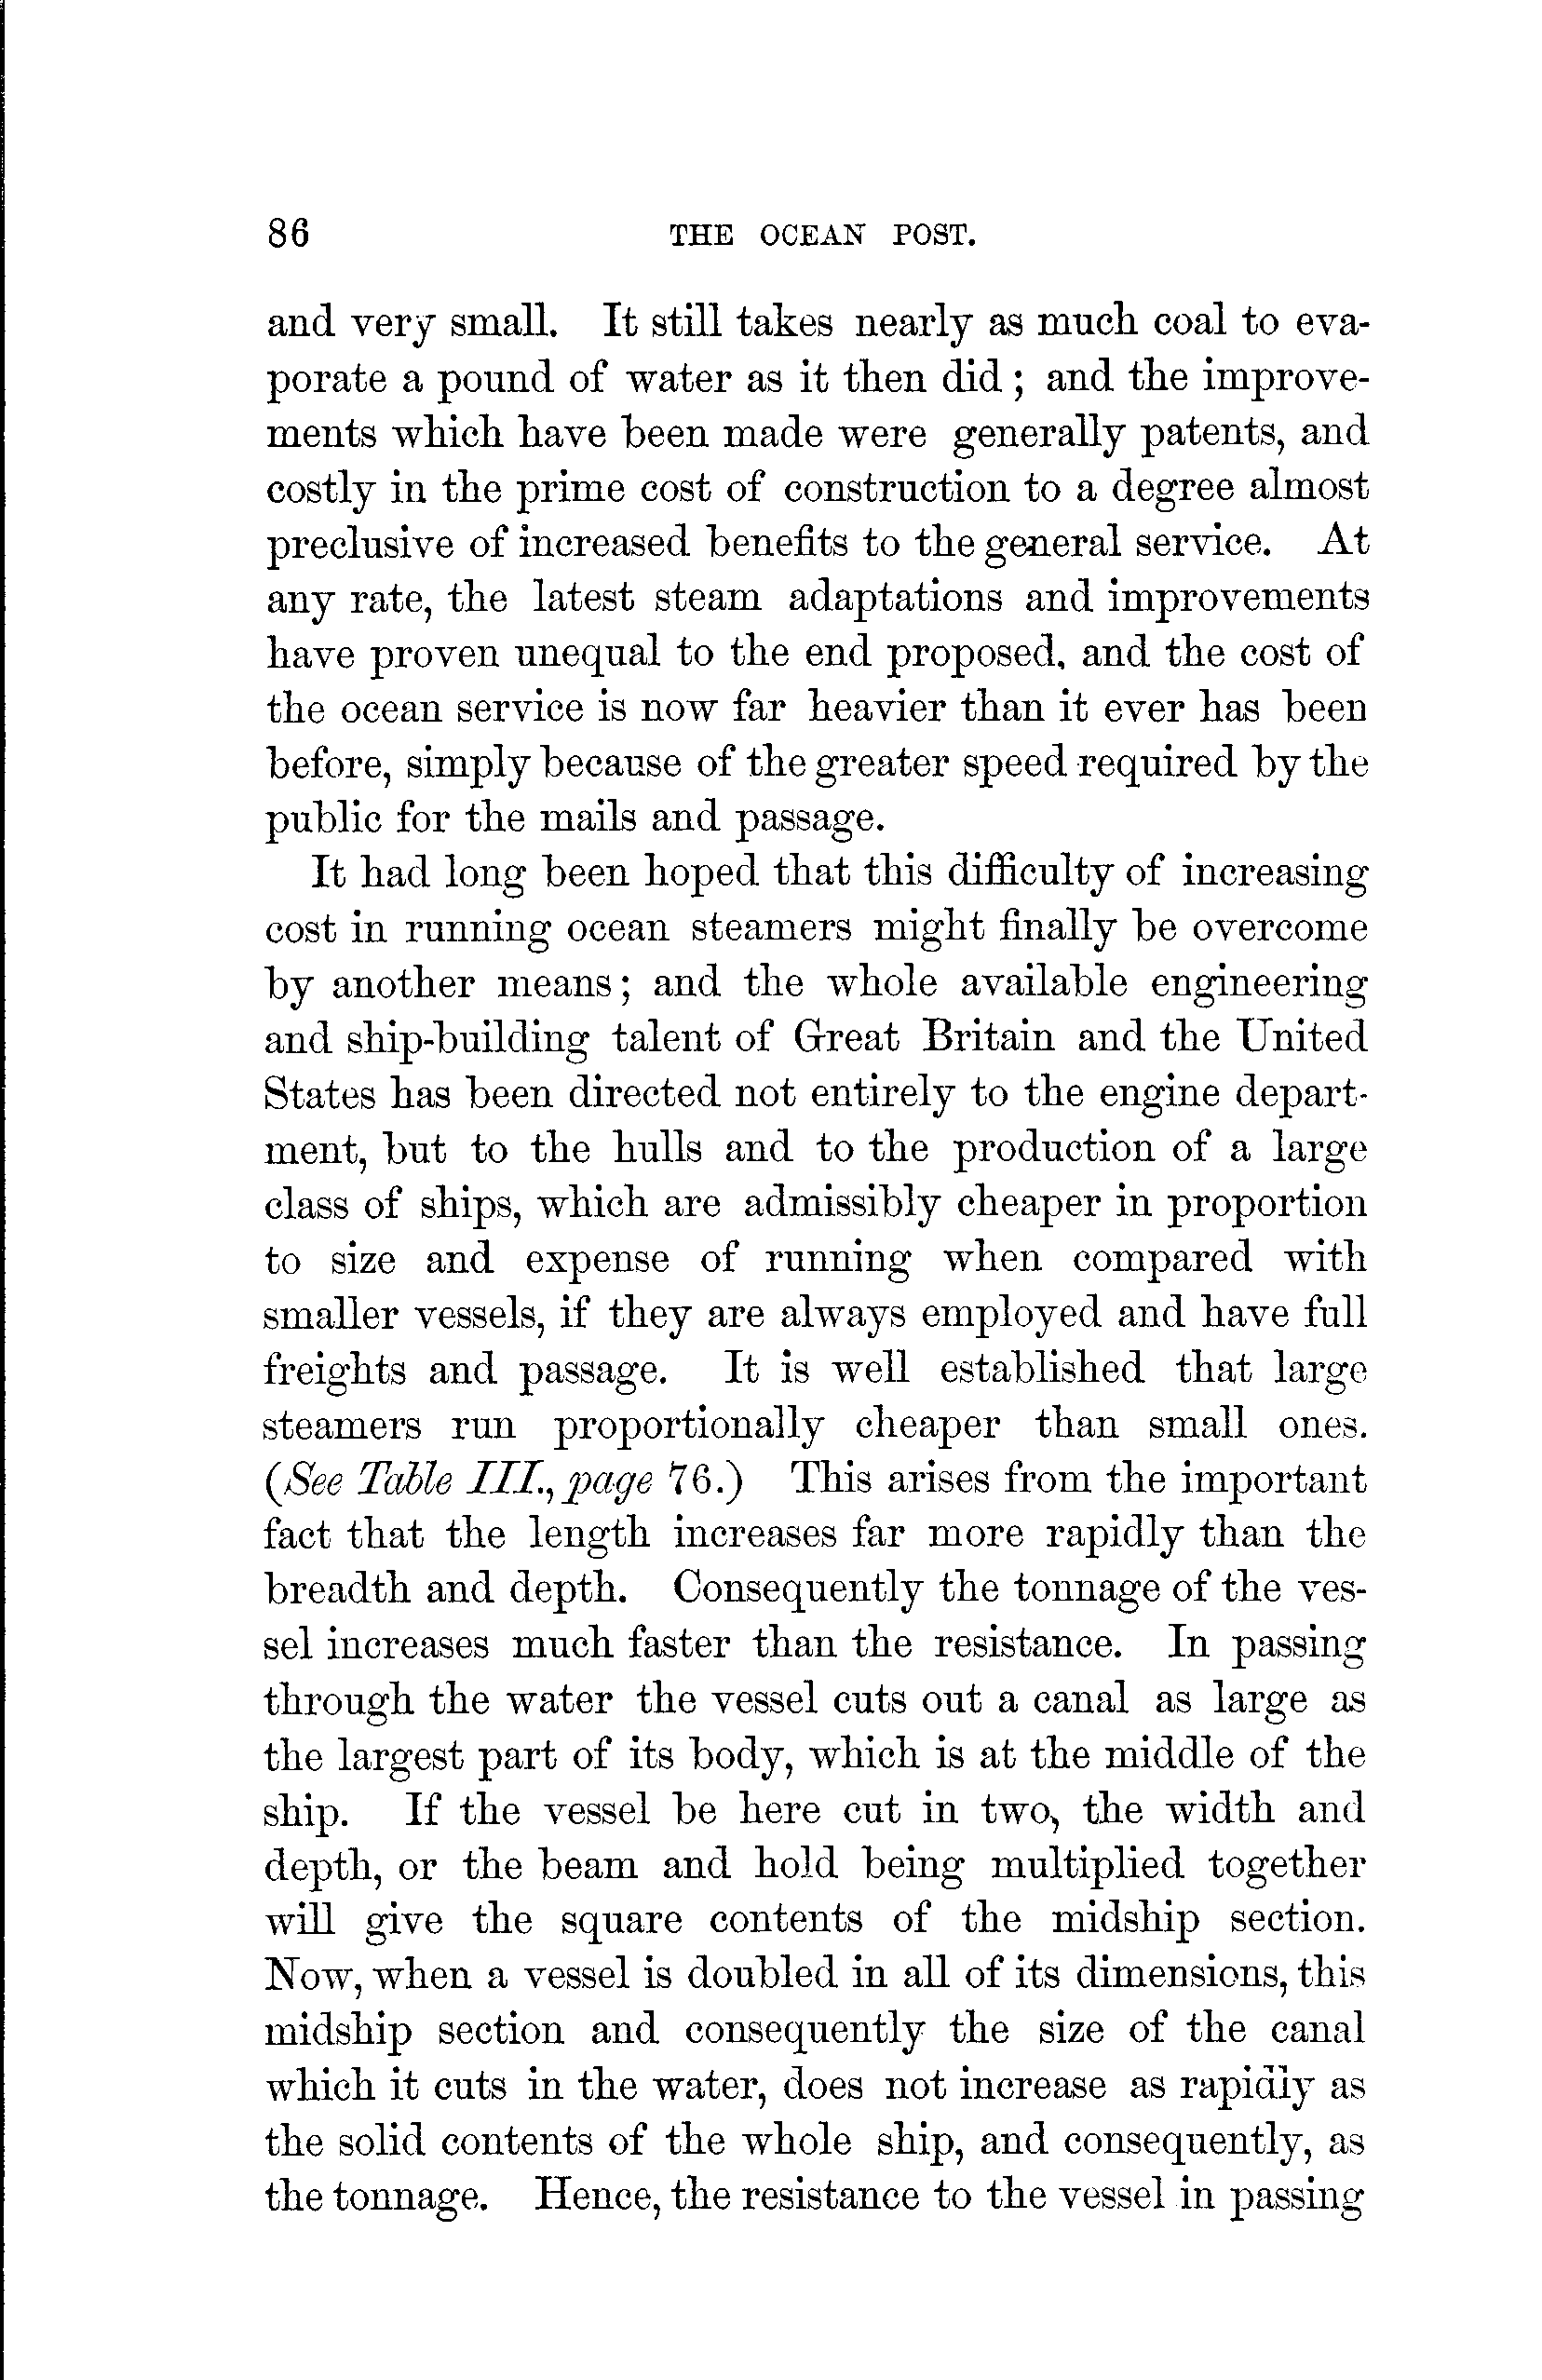 86 THE OCEAN POST.
and very small. It still takes nearly as much coal to eva-
porate a pound of water as it then did ; and the improve-
ments which have been made were generally patents, and
costly in the prime cost of construction to a degree almost
preclusive of increased benefits to the general service. At
any rate, the latest steam adaptations and improvements
have proven unequal to the end proposed, and the cost of
the ocean service is now far heavier than it ever has been
before, simply because of the greater speed required by the
public for the mails and passage.
It had long been hoped that this difficulty of increasing
cost in running ocean steamers might finally be overcome
by another means; and the whole available engineering
and ship-building talent of Great Britain and the United
States has been directed not entirely to the engine depart-
ment, but to the hulls and to the production of a large
class of ships, which are admissibly cheaper in proportion
to size and expense of running when compared with
smaller vessels, if they are always employed and have full
freights and passage. It is well established that large
steamers run proportionally cheaper than small ones.
(See Table III., page 76.) This arises from the important
fact that the length increases far more rapidly than the
breadth and depth. Consequently the tonnage of the ves-
sel increases much faster than the resistance. In passing
through the water the vessel cuts out a canal as large as
the largest part of its body, which is at the middle of the
ship. If the vessel be here cut in two, the width and
depth, or the beam and hold being multiplied together
will give the square contents of the midship section.
Now, when a vessel is doubled in all of its dimensions, this
midship section and consequently the size of the canal
which it cuts in the water, does not increase as rapidly as
the solid contents of the whole ship, and consequently, as
the tonnage. Hence, the resistance to the vessel in passing